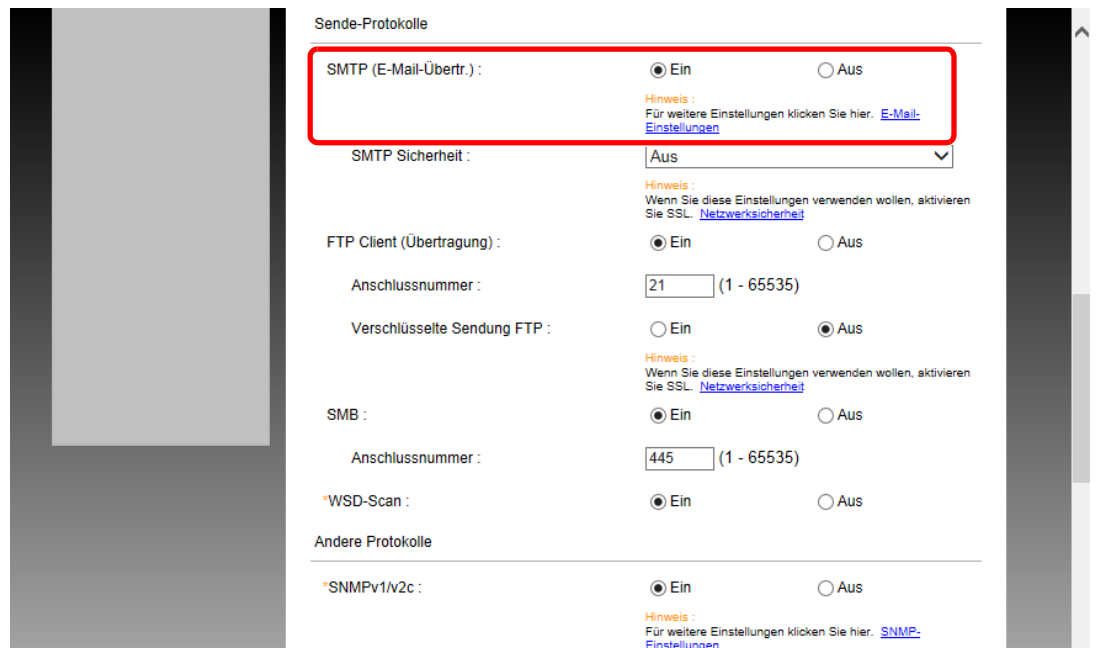 Sende-Protokolle
SMTP (E-Mail-Übertr.) : Ein Aus
Hinweis :
Für weitere Einstellungen klicken Sie hier. E-Mail-
Einstellungen
SMTP Sicherheit : Aus
Hinweis :
Wenn Sie diese Einstellungen verwenden wollen, aktivieren
Sie SSL. Netzwerksicherheit
FTP Client (Übertragung) : Ein Aus
Anschlussnummer : 21 (1 - 65535)
Verschlüsselte Sendung FTP : Ein Aus
Hinweis :
Wenn Sie diese Einstellungen verwenden wollen, aktivieren
Sie SSL. Netzwerksicherheit
SMB : Ein Aus
Anschlussnummer : 445 (1 - 65535)
*WSD-Scan : Ein Aus
Andere Protokolle
*SNMPv1/v2c : Ein Aus
Hinweis :
Für weitere Einstellungen klicken Sie hier. SNMP-
Einstellungen